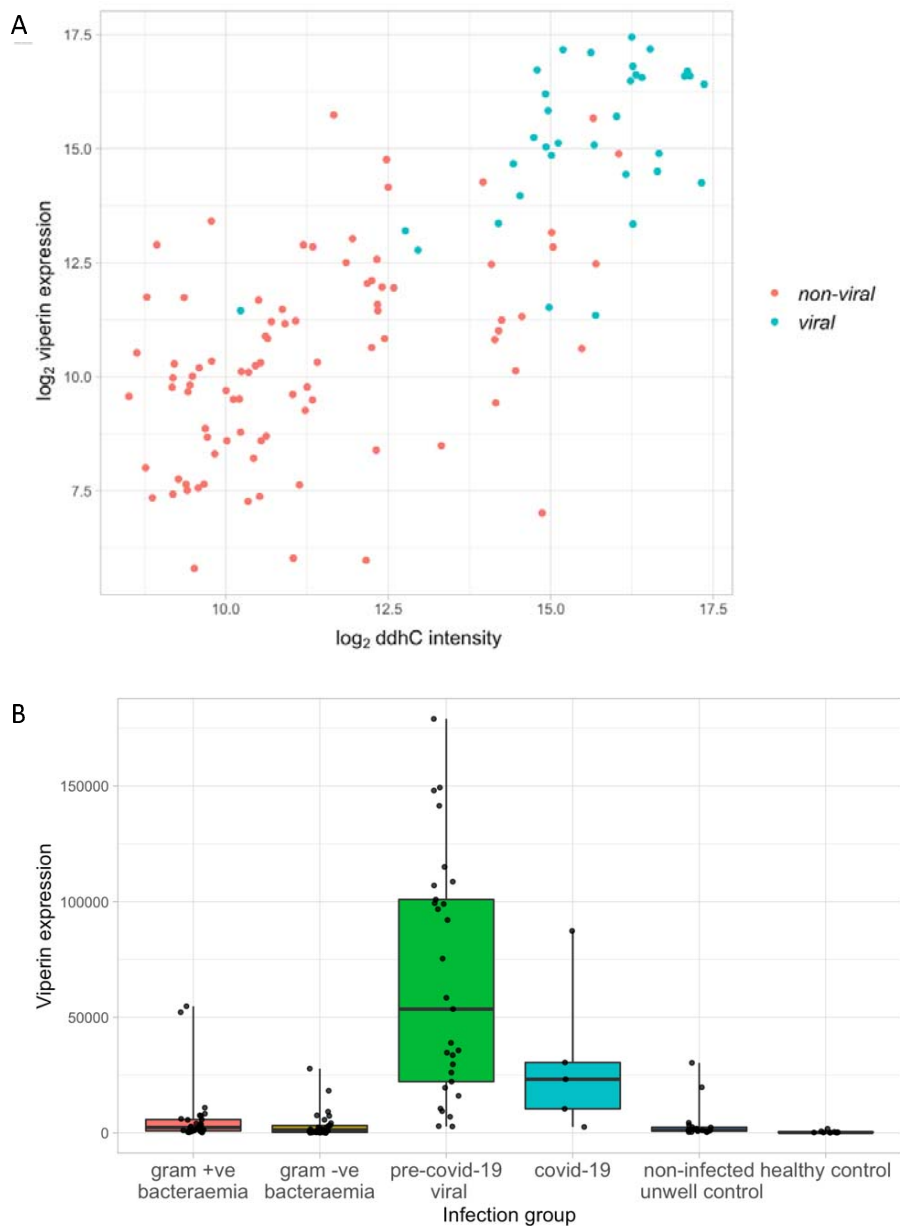 A
17.5
15.0
12.5
10.0
7.5
log2 viperin expression
10.0 12.5 15.0 17.5
log2 ddhC intensity
non-viral
viral
B
150000
100000
50000
0
Viperin expression
gram +ve gram -ve pre-covid-19 covid-19 non-infected healthy control
bacteraemia bacteraemia viral unwell control
Infection group